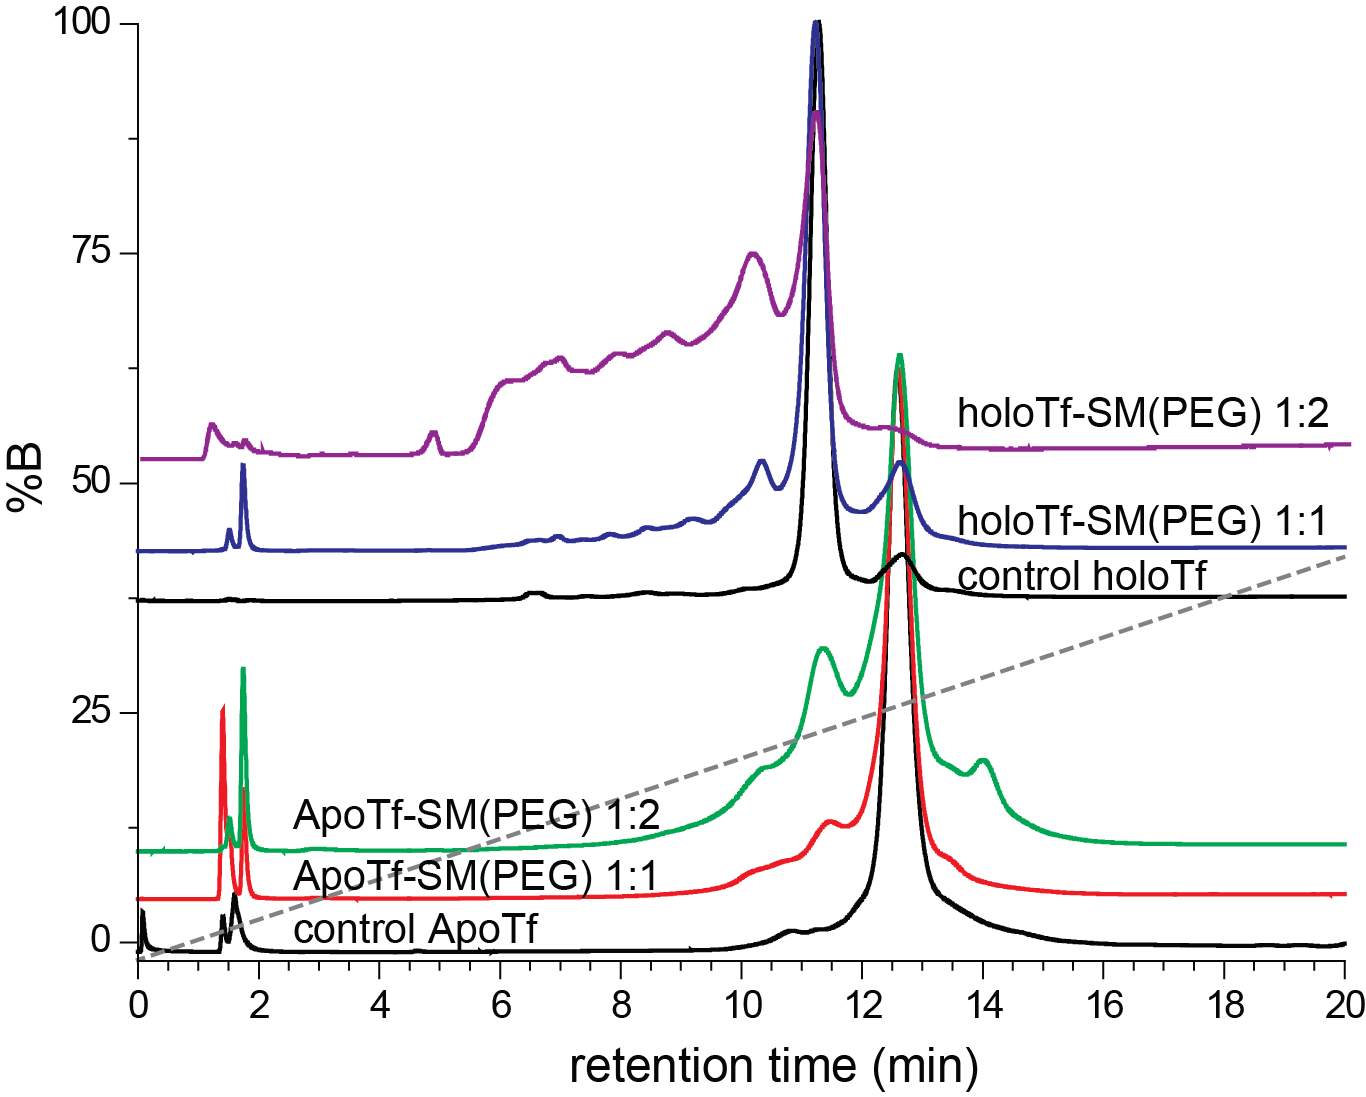 100
75
50
25
0
%B
holoTf-SM(PEG) 1:2
holoTf-SM(PEG) 1:1
control holoTf
ApoTf-SM(PEG) 1:2
ApoTf-SM(PEG) 1:1
control ApoTf
0 2 4 6 8 10 12 14 16 18 20
retention time (min)